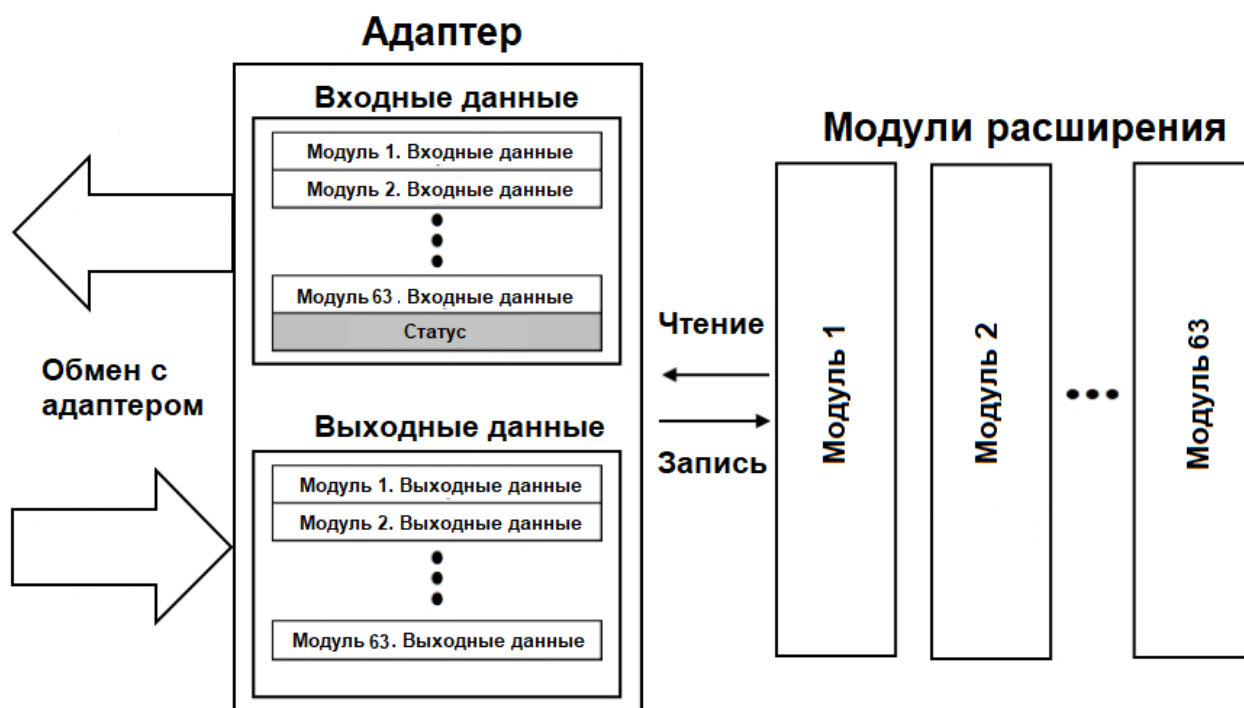 Адаптер
Входные данные
Модуль 1. Входные данные
Модуль 2. Входные данные
Модуль 63. Входные данные
Статус
Обмен с
адаптером
Выходные данные
Модуль 1. Выходные данные
Модуль 2. Выходные данные
Модуль 63. Выходные данные
Чтение
Запись
Модули расширения
Модуль 1
Модуль 2
Модуль 63